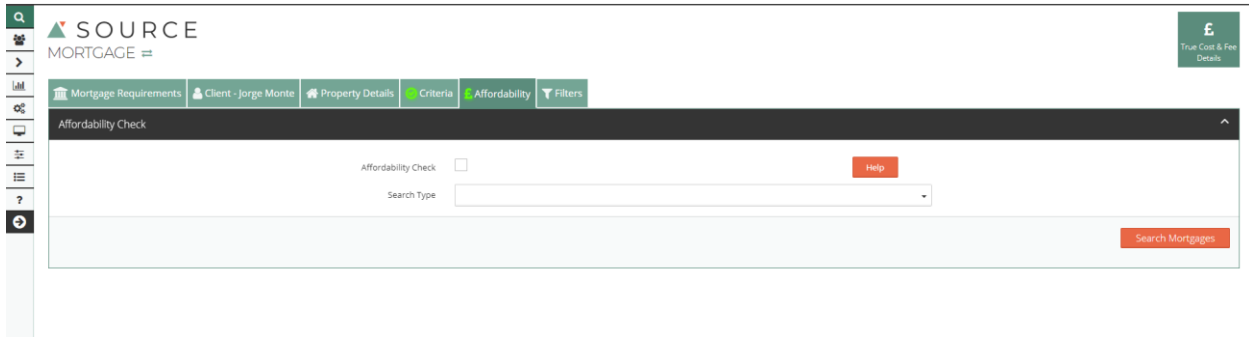 SOURCE
MORTGAGE
£
True Cost & Fee
Details
Mortgage Requirements
Client - Jorge Monte
Property Details
Criteria
£ Affordability
Filters
Affordability Check
Affordability Check
Help
Search Type
?
Search Mortgages